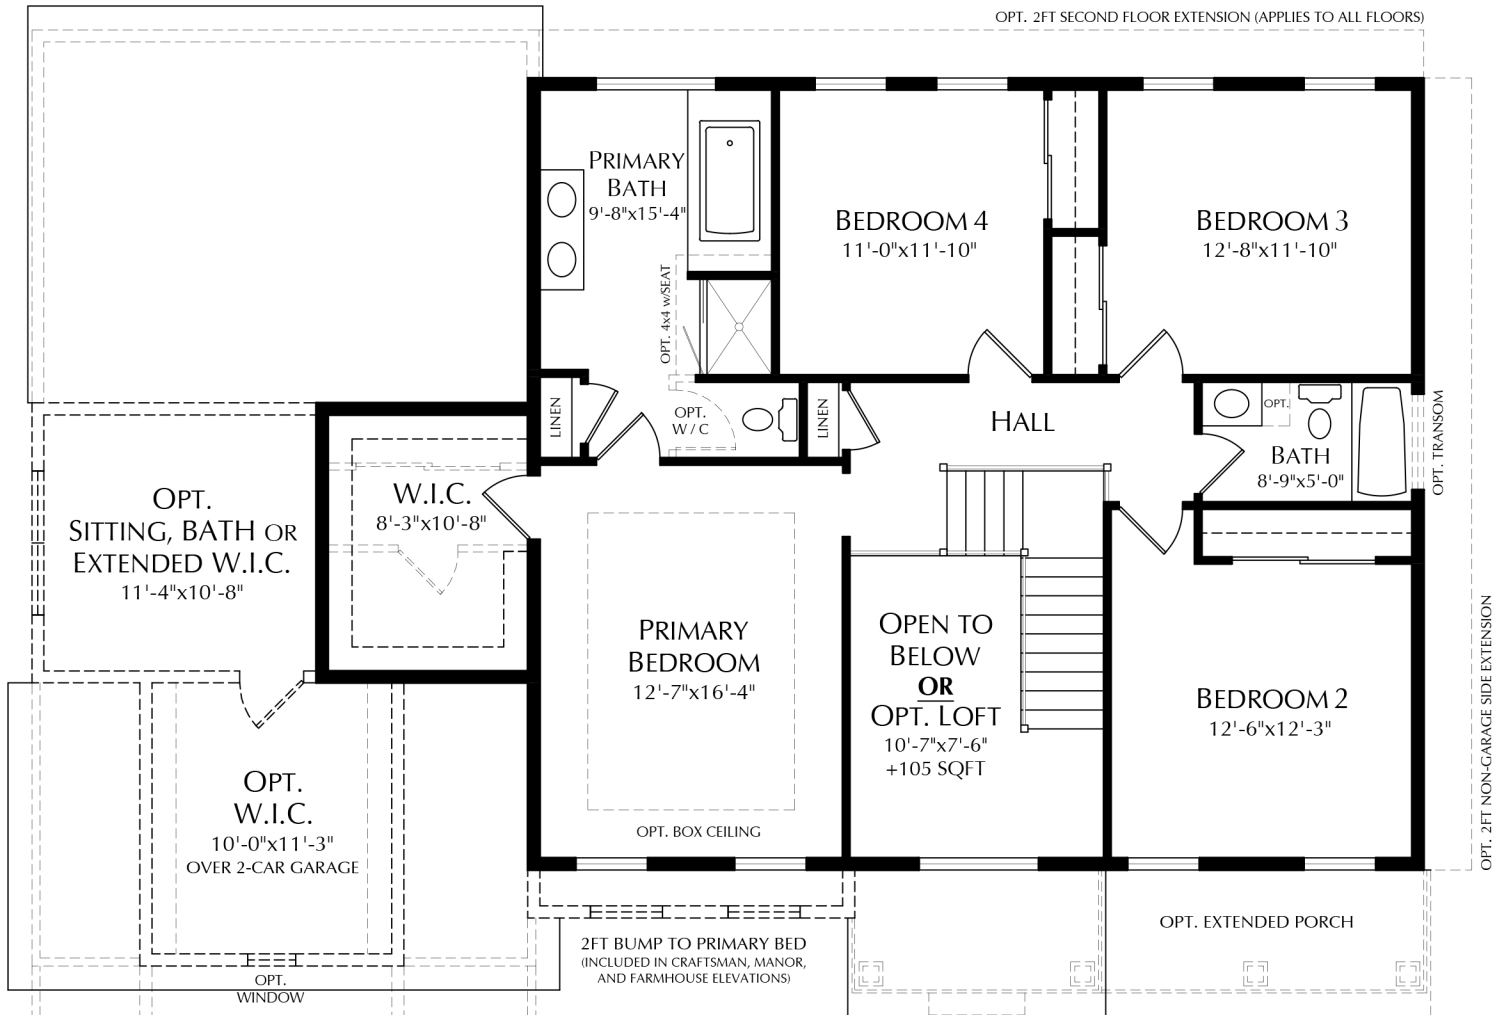 OPT. 2FT SECOND FLOOR EXTENSION (APPLIES TO ALL FLOORS)
PRIMARY
BATH
9'-8"x15'-4"
BEDROOM 4
11'-0"x11'-10"
BEDROOM 3
12'-8"x11'-10"
OPT. 4x4 w/SEAT
LINEN
OPT.
W / C
LINEN
HALL
OPT.
BATH
8'-9"x5'-0"
OPT. TRANSOM
OPT.
SITTING, BATH OR
EXTENDED W.I.C.
11'-4"x10'-8"
W.I.C.
8'-3"x10'-8"
PRIMARY
BEDROOM
12'-7"x16'-4"
OPEN TO
BELOW
OR
OPT. LOFT
10'-7"x7'-6"
+105 SQFT
BEDROOM 2
12'-6"x12'-3"
OPT. 2FT NON-GARAGE SIDE EXTENSION
OPT.
W.I.C.
10'-0"x11'-3"
OVER 2-CAR GARAGE
OPT. BOX CEILING
OPT. EXTENDED PORCH
2FT BUMP TO PRIMARY BED
(INCLUDED IN CRAFTSMAN, MANOR,
AND FARMHOUSE ELEVATIONS)
OPT.
WINDOW